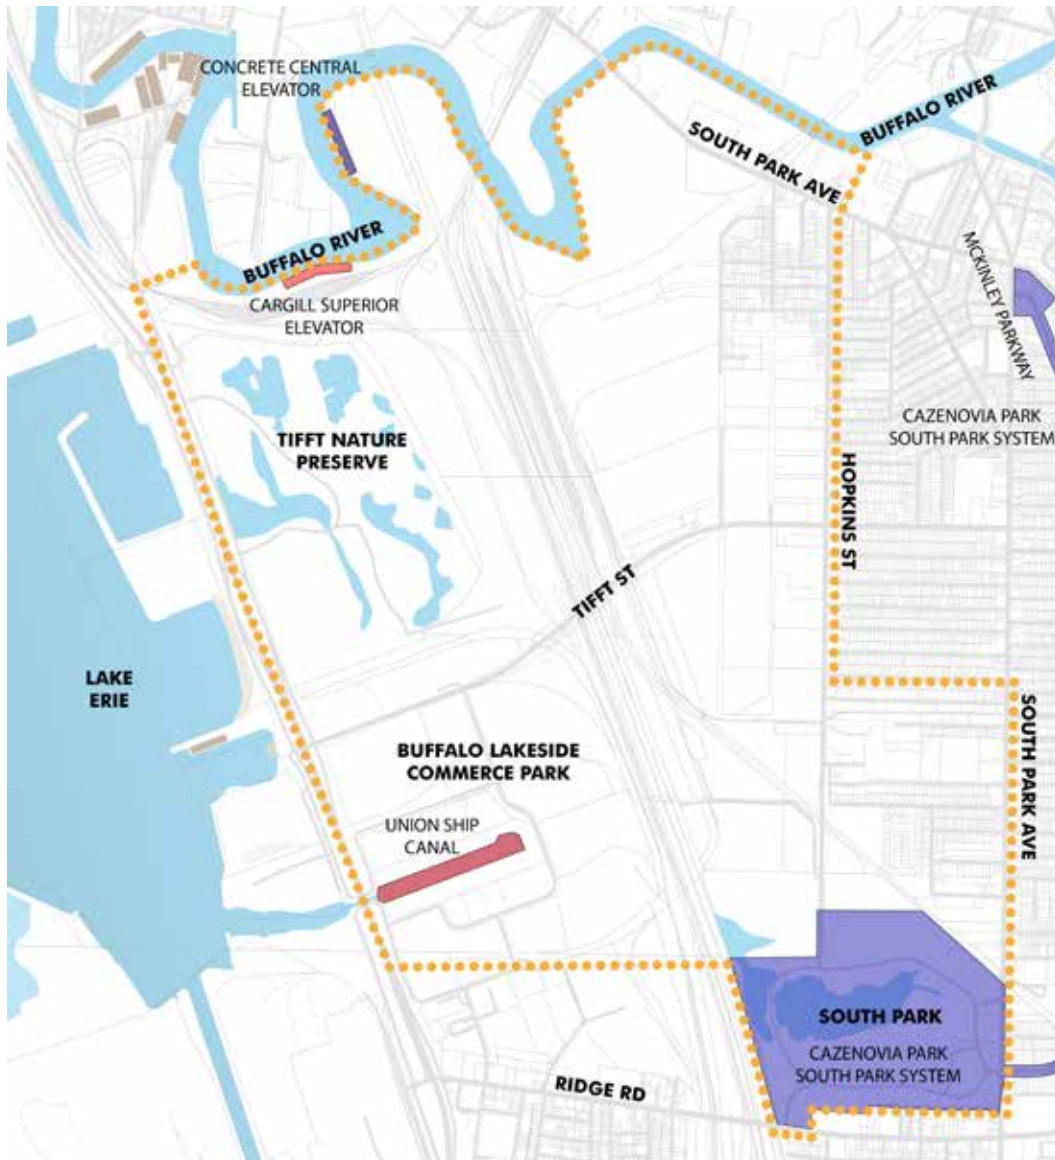 CONCRETE CENTRAL
ELEVATOR
BUFFALO RIVER
SOUTH PARK AVE
BUFFALO RIVER
CARGILL SUPERIOR
ELEVATOR
MCKINLEY PARKWAY
CAZENOVIA PARK
SOUTH PARK SYSTEM
TIFFT NATURE
PRESERVE
HOPKINS ST
TIFFT ST
LAKE
ERIE
SOUTH PARK AVE
BUFFALO LAKESIDE
COMMERCE PARK
UNION SHIP
CANAL
SOUTH PARK
CAZENOVIA PARK
SOUTH PARK SYSTEM
RIDGE RD